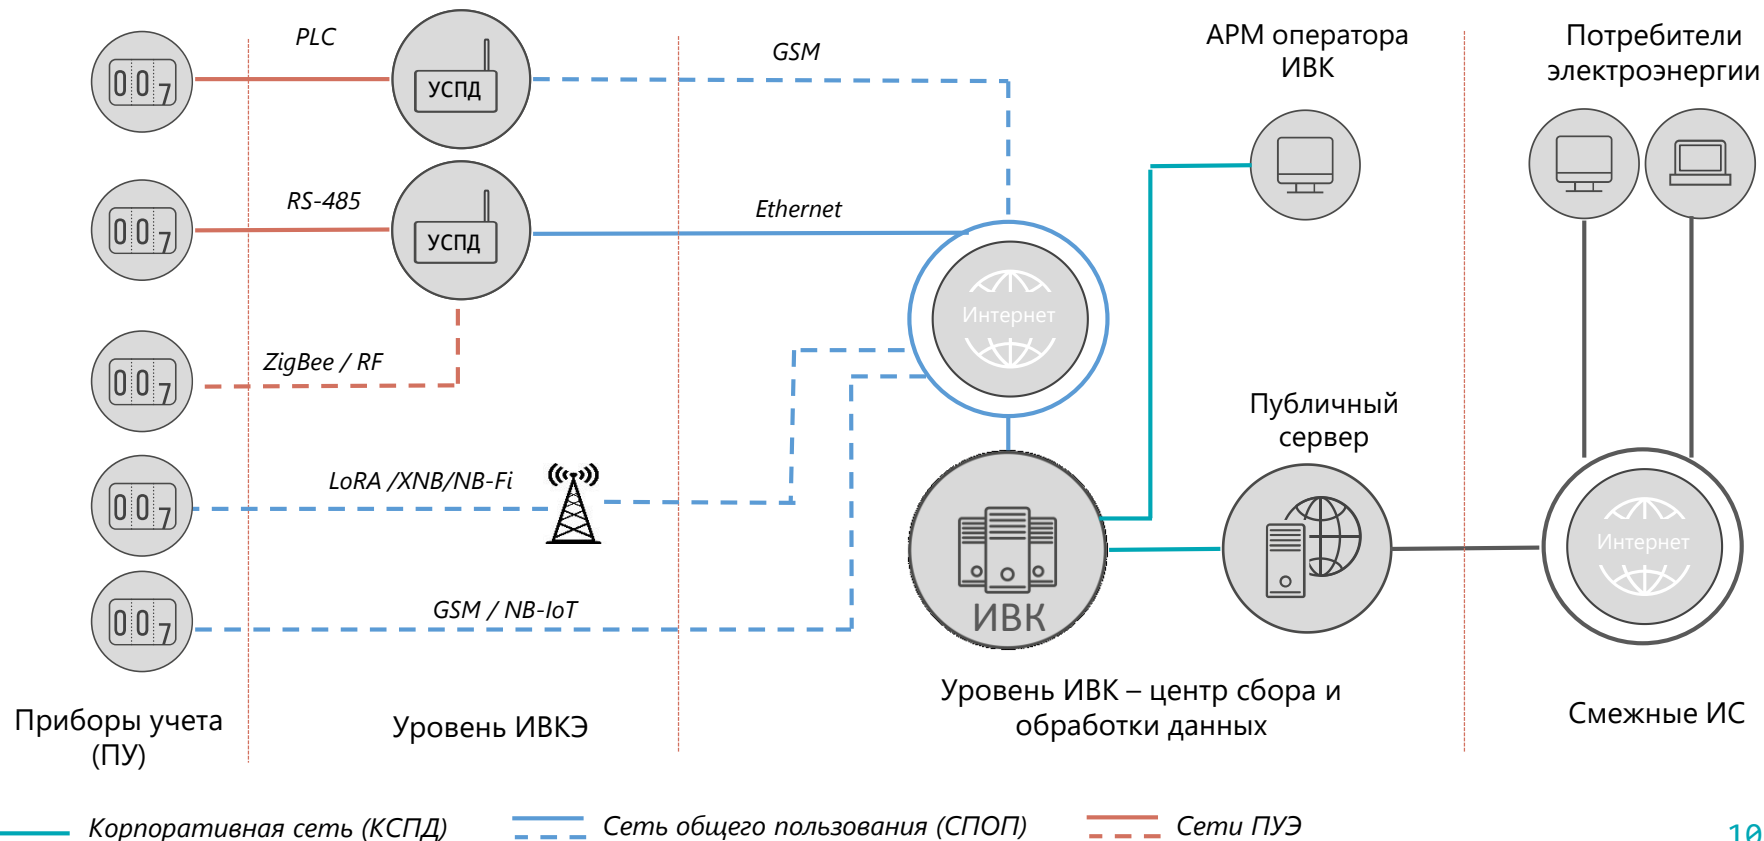 PLC
GSM
АРМ оператора
ИВК
Потребители
электроэнергии
007
УСПД
RS-485
Ethernet
007
УСПД
Интернет
ZigBee / RF
007
Публичный
сервер
LoRA /XNB/NB-Fi
007
Интернет
GSM / NB-IoT
007
ИВК
Приборы учета
(ПУ)
Уровень ИВКЭ
Уровень ИВК – центр сбора и
обработки данных
Смежные ИС
Корпоративная сеть (КСПД)
Сеть общего пользования (СПОП)
Сети ПУЭ
10